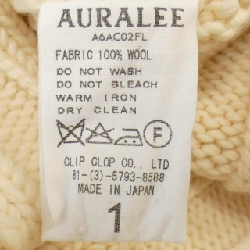 AURALEE
A6AC02FL
FABRIC 100% WOOL
DO NOT WASH
DO NOT BLEACH
WARM IRON
DRY CLEAN
F
CLIP CLOP CO., LTD
81-(3)-6793-8588
MADE IN JAPAN
1